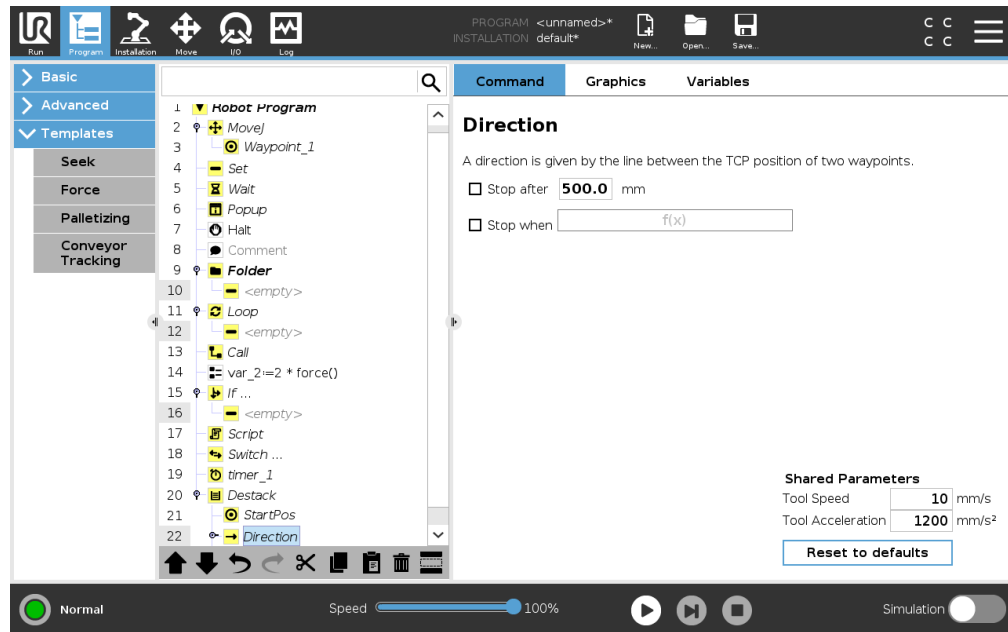 PROGRAM <unnamed>*
INSTALLATION default*
Run Program Installation Move I/O Log New... Open... Save...
C C
C C
Basic
Advanced
Templates
Seek
Force
Palletizing
Conveyor
Tracking
1 Robot Program
2 MoveJ
3 Waypoint_1
4 Set
5 Wait
6 Popup
7 Halt
8 Comment
9 Folder
10 <empty>
11 Loop
12 <empty>
13 Call
14 var_2:=2 * force()
15 If ...
16 <empty>
17 Script
18 Switch ...
19 timer_1
20 Destack
21 StartPos
22 Direction
Command Graphics Variables
Direction
A direction is given by the line between the TCP position of two waypoints.
Stop after 500.0 mm
Stop when f(x)
Shared Parameters
Tool Speed 10 mm/s
Tool Acceleration 1200 mm/s²
Reset to defaults
Normal Speed 100% Simulation